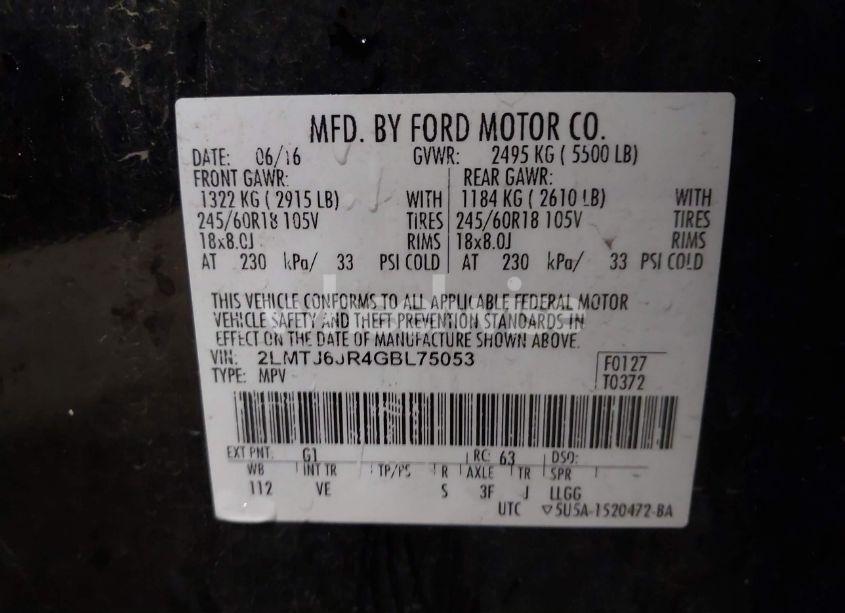 MFD. BY FORD MOTOR CO.
DATE: 06/16 GVWR: 2495 KG ( 5500 LB)
FRONT GAWR: REAR GAWR:
1322 KG ( 2915 LB) WITH 1184 KG ( 2610 LB) WITH
245/60R18 105V TIRES 245/60R18 105V TIRES
18x8.0J RIMS 18x8.0J RIMS
AT 230 kPa/ 33 PSI COLD AT 230 kPa/ 33 PSI COLD
THIS VEHICLE CONFORMS TO ALL APPLICABLE FEDERAL MOTOR
VEHICLE SAFETY AND THEFT PREVENTION STANDARDS IN
EFFECT ON THE DATE OF MANUFACTURE SHOWN ABOVE.
VIN: 2LMTJ6JR4GBL75053 F0127
TYPE: MPV T0372
EXT PNT: G1 RC: 63 DSO:
WB INT TR TP/PS R AXLE TR SPR
112 VE S 3F J LLGG
UTC ▽5U5A-1520472-BA